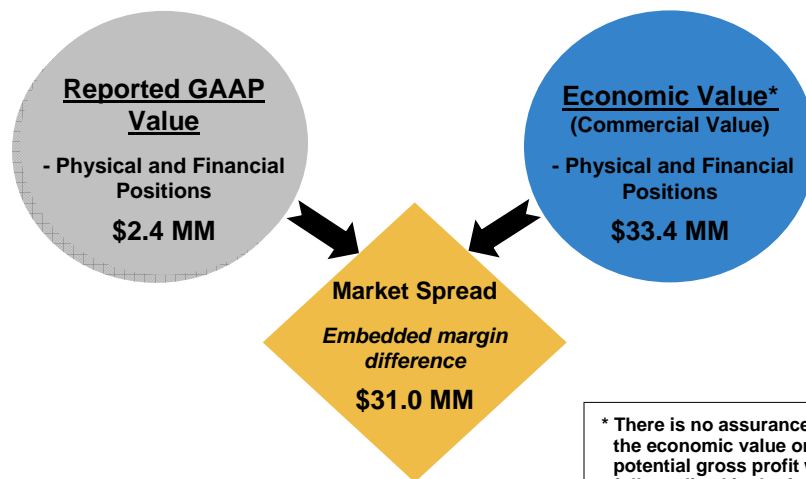 Reported GAAP
Value
- Physical and Financial
Positions
$2.4 MM
Economic Value*
(Commercial Value)
- Physical and Financial
Positions
$33.4 MM
Market Spread
Embedded margin
difference
$31.0 MM
* There is no assurance
the economic value or
potential gross profit